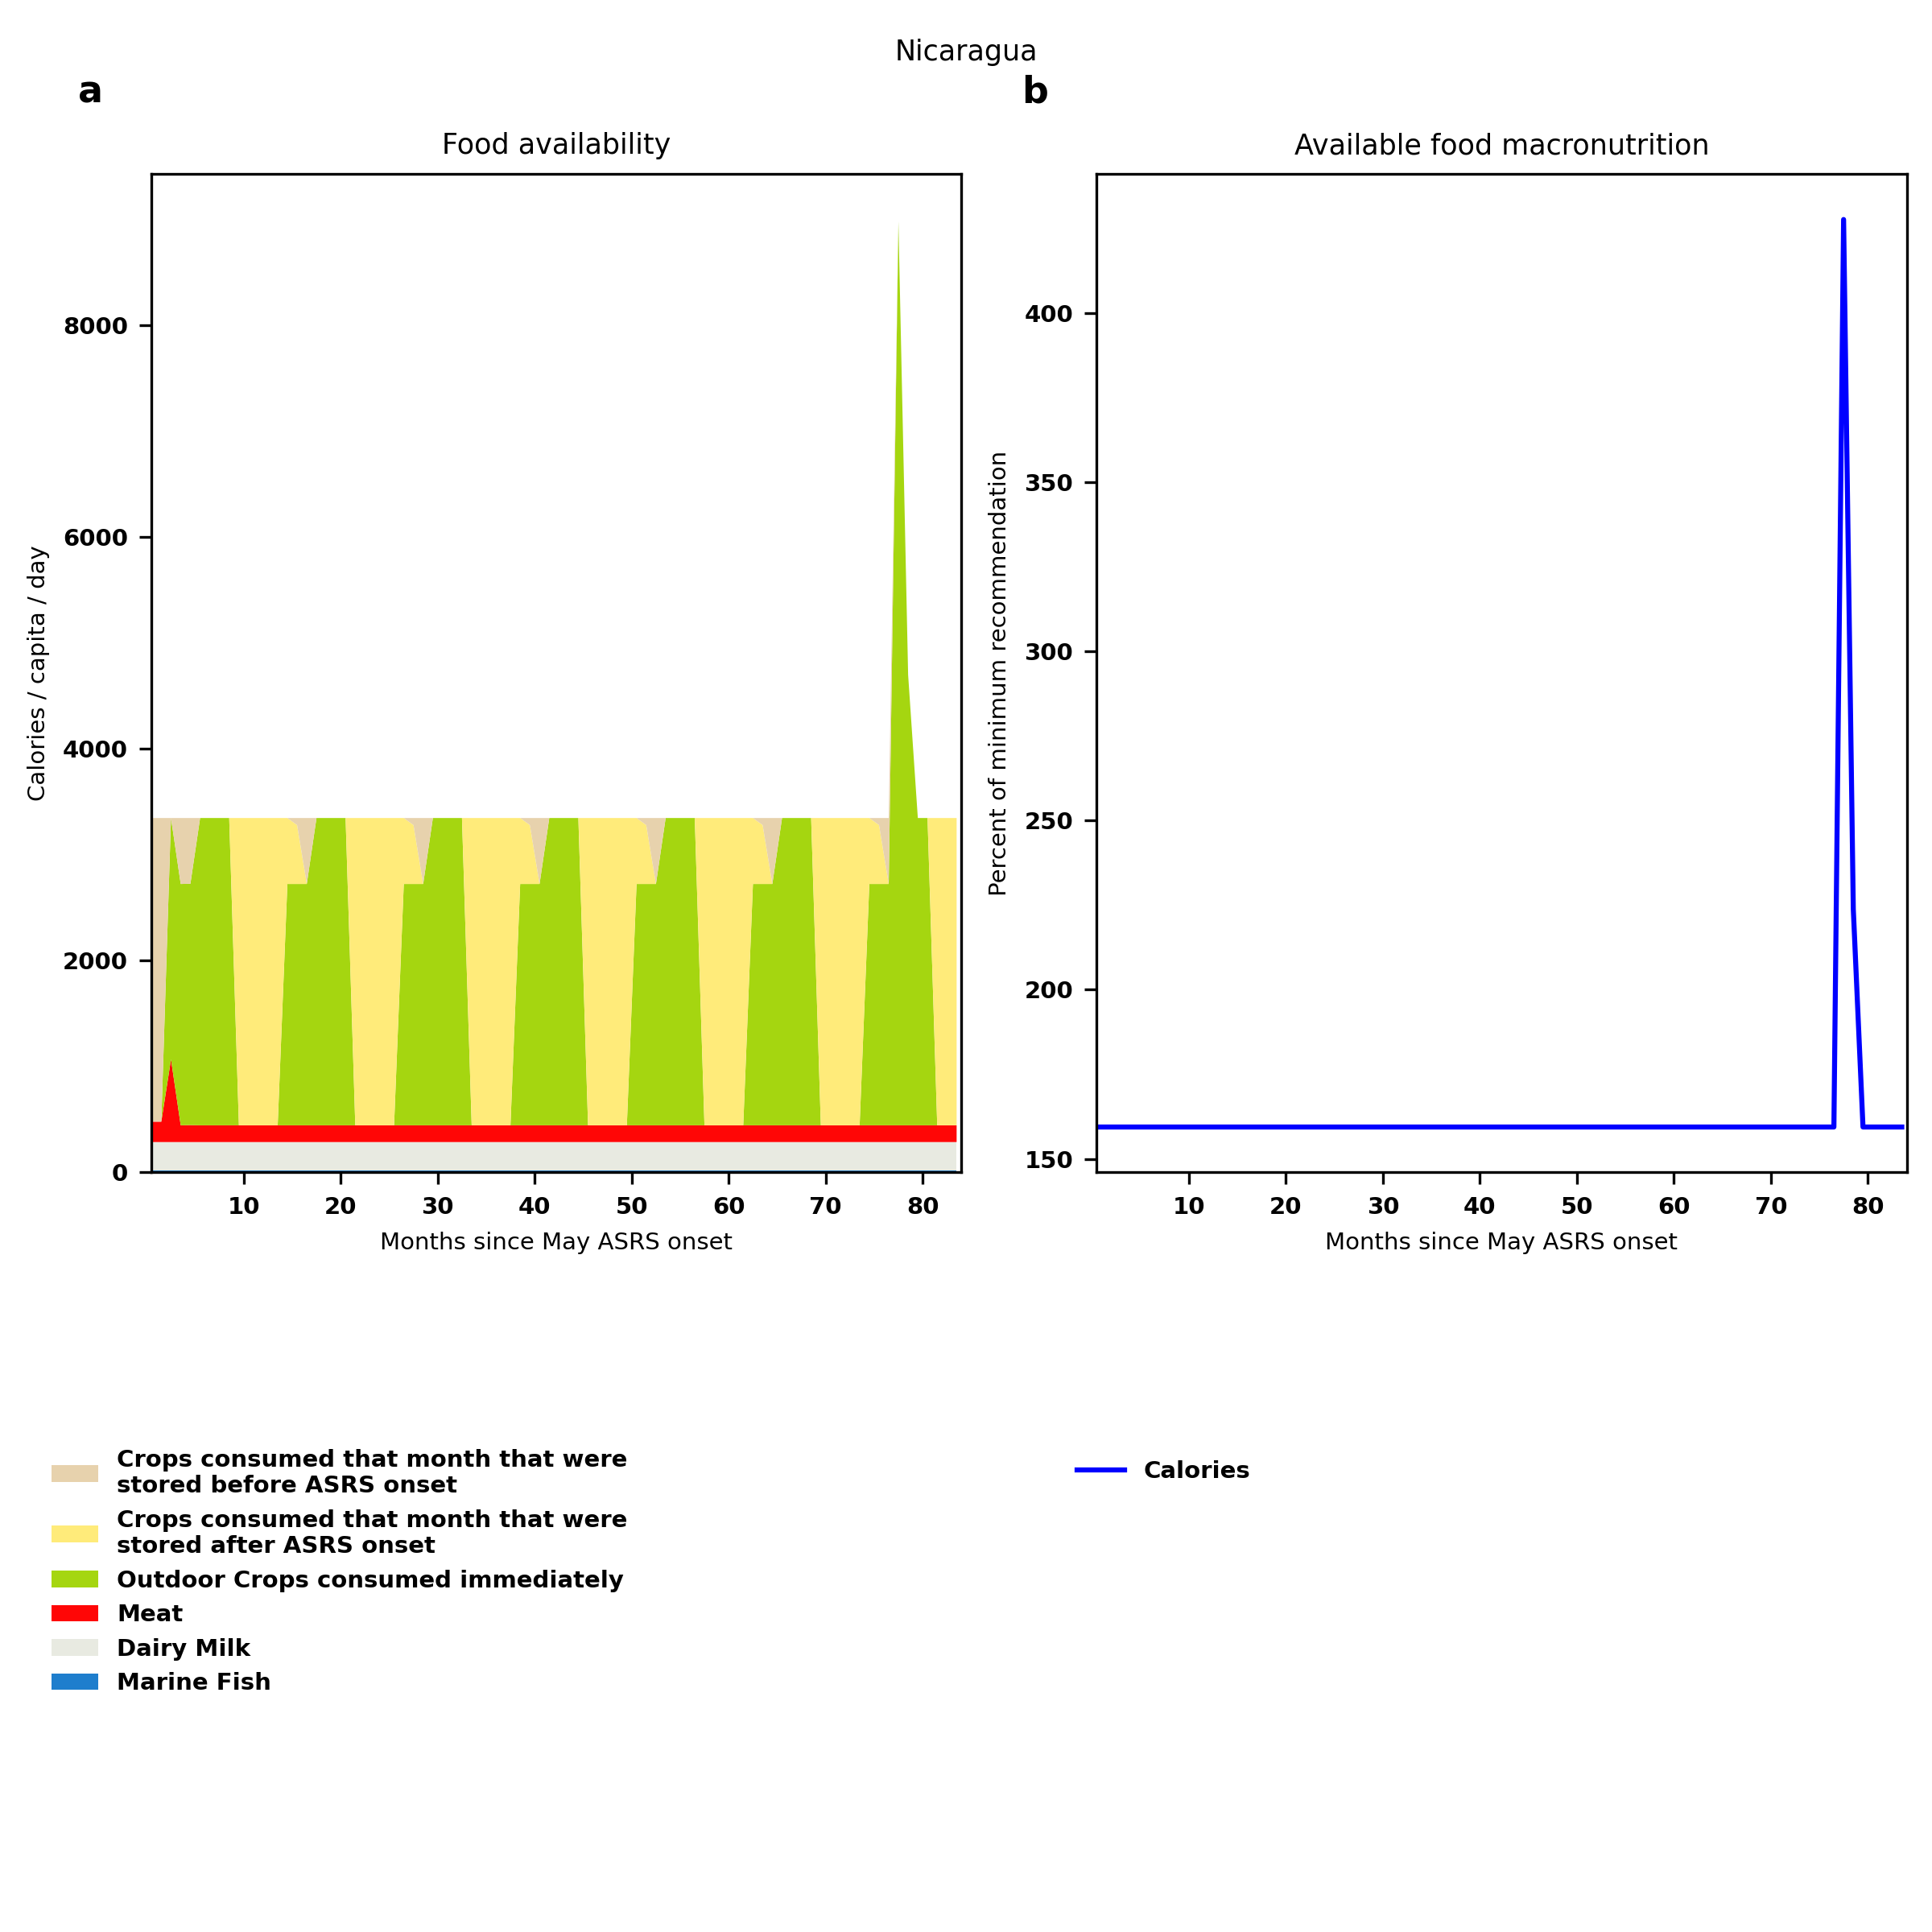 Nicaragua
a
Food availability
Calories / capita / day
8000
6000
4000
2000
0
10 20 30 40 50 60 70 80
Months since May ASRS onset
b
Available food macronutrition
Percent of minimum recommendation
400
350
300
250
200
150
10 20 30 40 50 60 70 80
Months since May ASRS onset
Crops consumed that month that were
stored before ASRS onset
Crops consumed that month that were
stored after ASRS onset
Outdoor Crops consumed immediately
Meat
Dairy Milk
Marine Fish
Calories